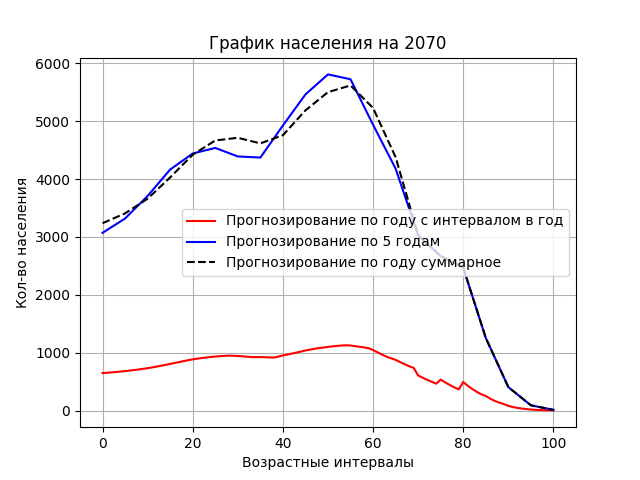 График населения на 2070
Кол-во населения
6000
5000
4000
3000
2000
1000
0
Прогнозирование по году с интервалом в год
Прогнозирование по 5 годам
Прогнозирование по году суммарное
0 20 40 60 80 100
Возрастные интервалы